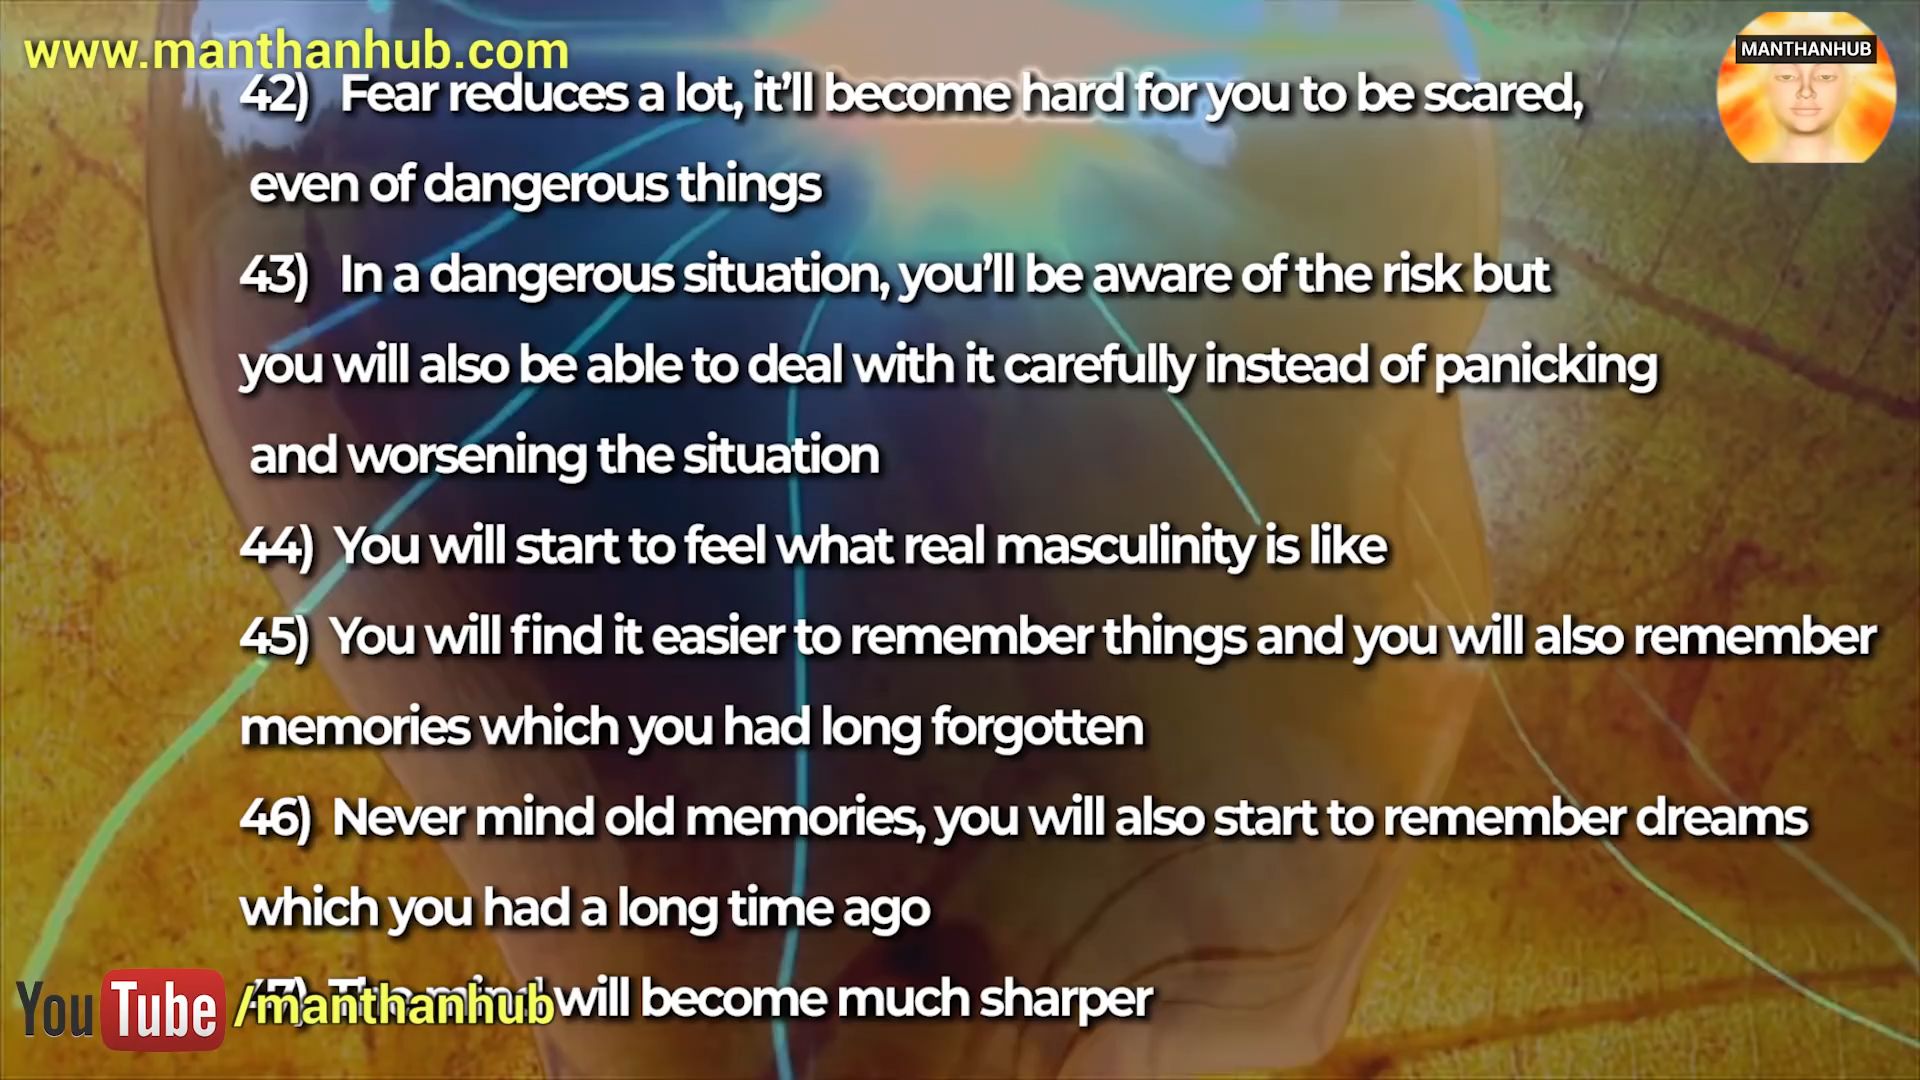 www.manthanhub.com
MANTHANHUB
42) Fear reduces a lot, it'll become hard for you to be scared,
even of dangerous things
43) In a dangerous situation, you'll be aware of the risk but
you will also be able to deal with it carefully instead of panicking
and worsening the situation
44) You will start to feel what real masculinity is like
45) You will find it easier to remember things and you will also remember
memories which you had long forgotten
46) Never mind old memories, you will also start to remember dreams
which you had a long time ago
47) The mind will become much sharper
YouTube /manthanhub